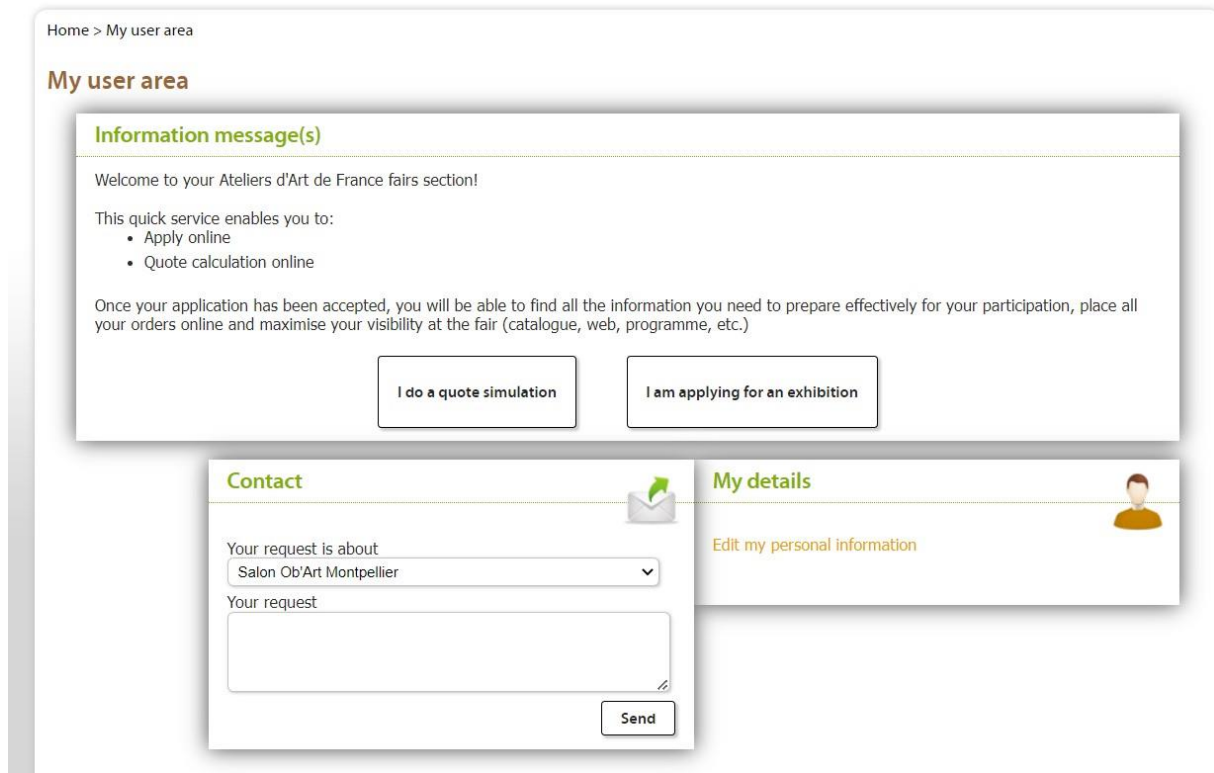 Home > My user area
My user area
Information message(s)
Welcome to your Ateliers d'Art de France fairs section!
This quick service enables you to:
• Apply online
• Quote calculation online
Once your application has been accepted, you will be able to find all the information you need to prepare effectively for your participation, place all
your orders online and maximise your visibility at the fair (catalogue, web, programme, etc.)
I do a quote simulation
I am applying for an exhibition
Contact
Your request is about
Salon Ob'Art Montpellier
Your request
Send
My details
Edit my personal information